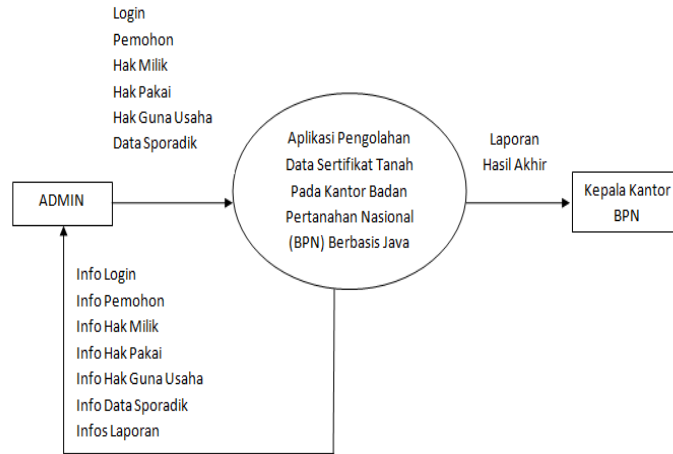 Login
Pemohon
Hak Milik
Hak Pakai
Hak Guna Usaha
Data Sporadik
ADMIN
Aplikasi Pengolahan
Data Sertifikat Tanah
Pada Kantor Badan
Pertanahan Nasional
(BPN) Berbasis Java
Laporan
Hasil Akhir
Kepala Kantor
BPN
Info Login
Info Pemohon
Info Hak Milik
Info Hak Pakai
Info Hak Guna Usaha
Info Data Sporadik
Infos Laporan